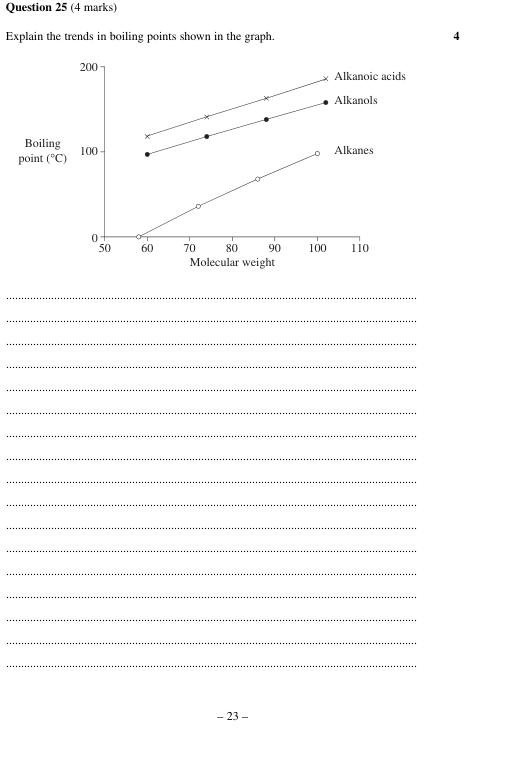 Question 25 (4 marks)
Explain the trends in boiling points shown in the graph. 4
200
Alkanoic acids
Alkanols
Boiling
point (°C)
100
Alkanes
0
50 60 70 80 90 100 110
Molecular weight
– 23 –